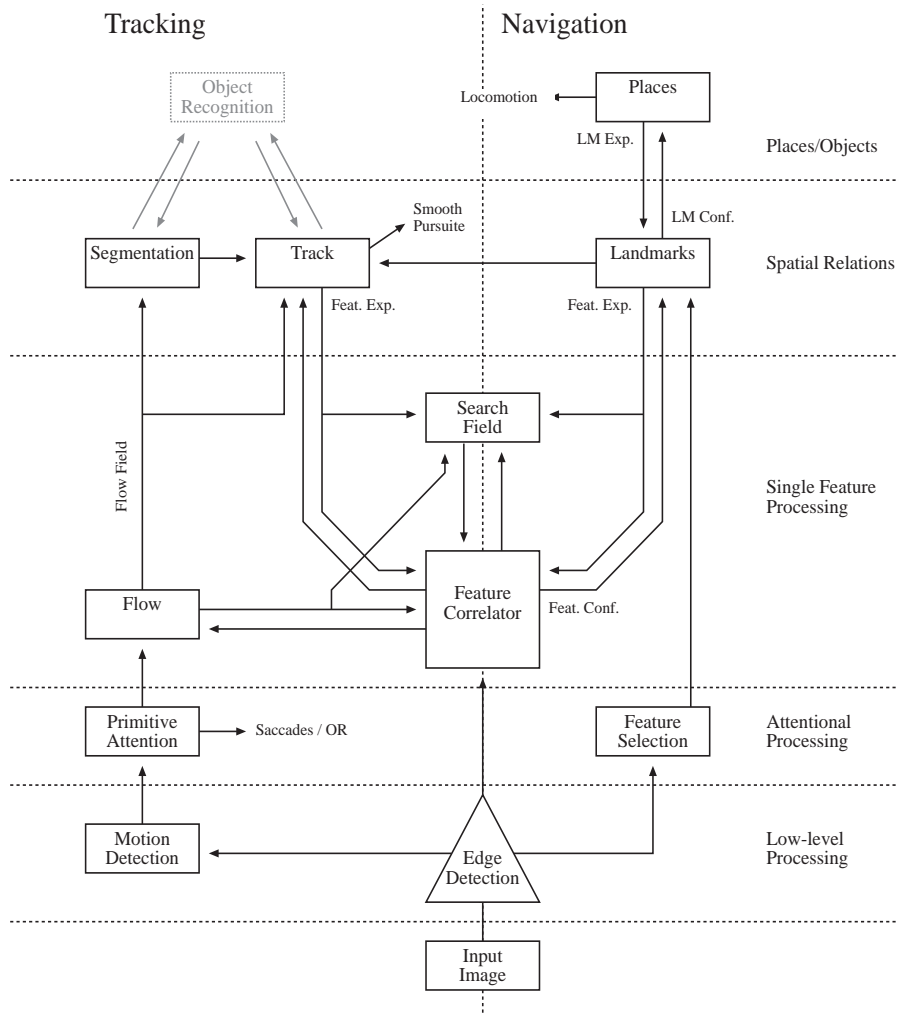 Tracking
Navigation
Object
Recognition
Locomotion
Places
LM Exp.
Places/Objects
Smooth
Pursuite
LM Conf.
Segmentation
Track
Landmarks
Spatial Relations
Feat. Exp.
Feat. Exp.
Search
Field
Flow Field
Single Feature
Processing
Flow
Feature
Correlator
Feat. Conf.
Primitive
Attention
Saccades / OR
Feature
Selection
Attentional
Processing
Motion
Detection
Edge
Detection
Low-level
Processing
Input
Image